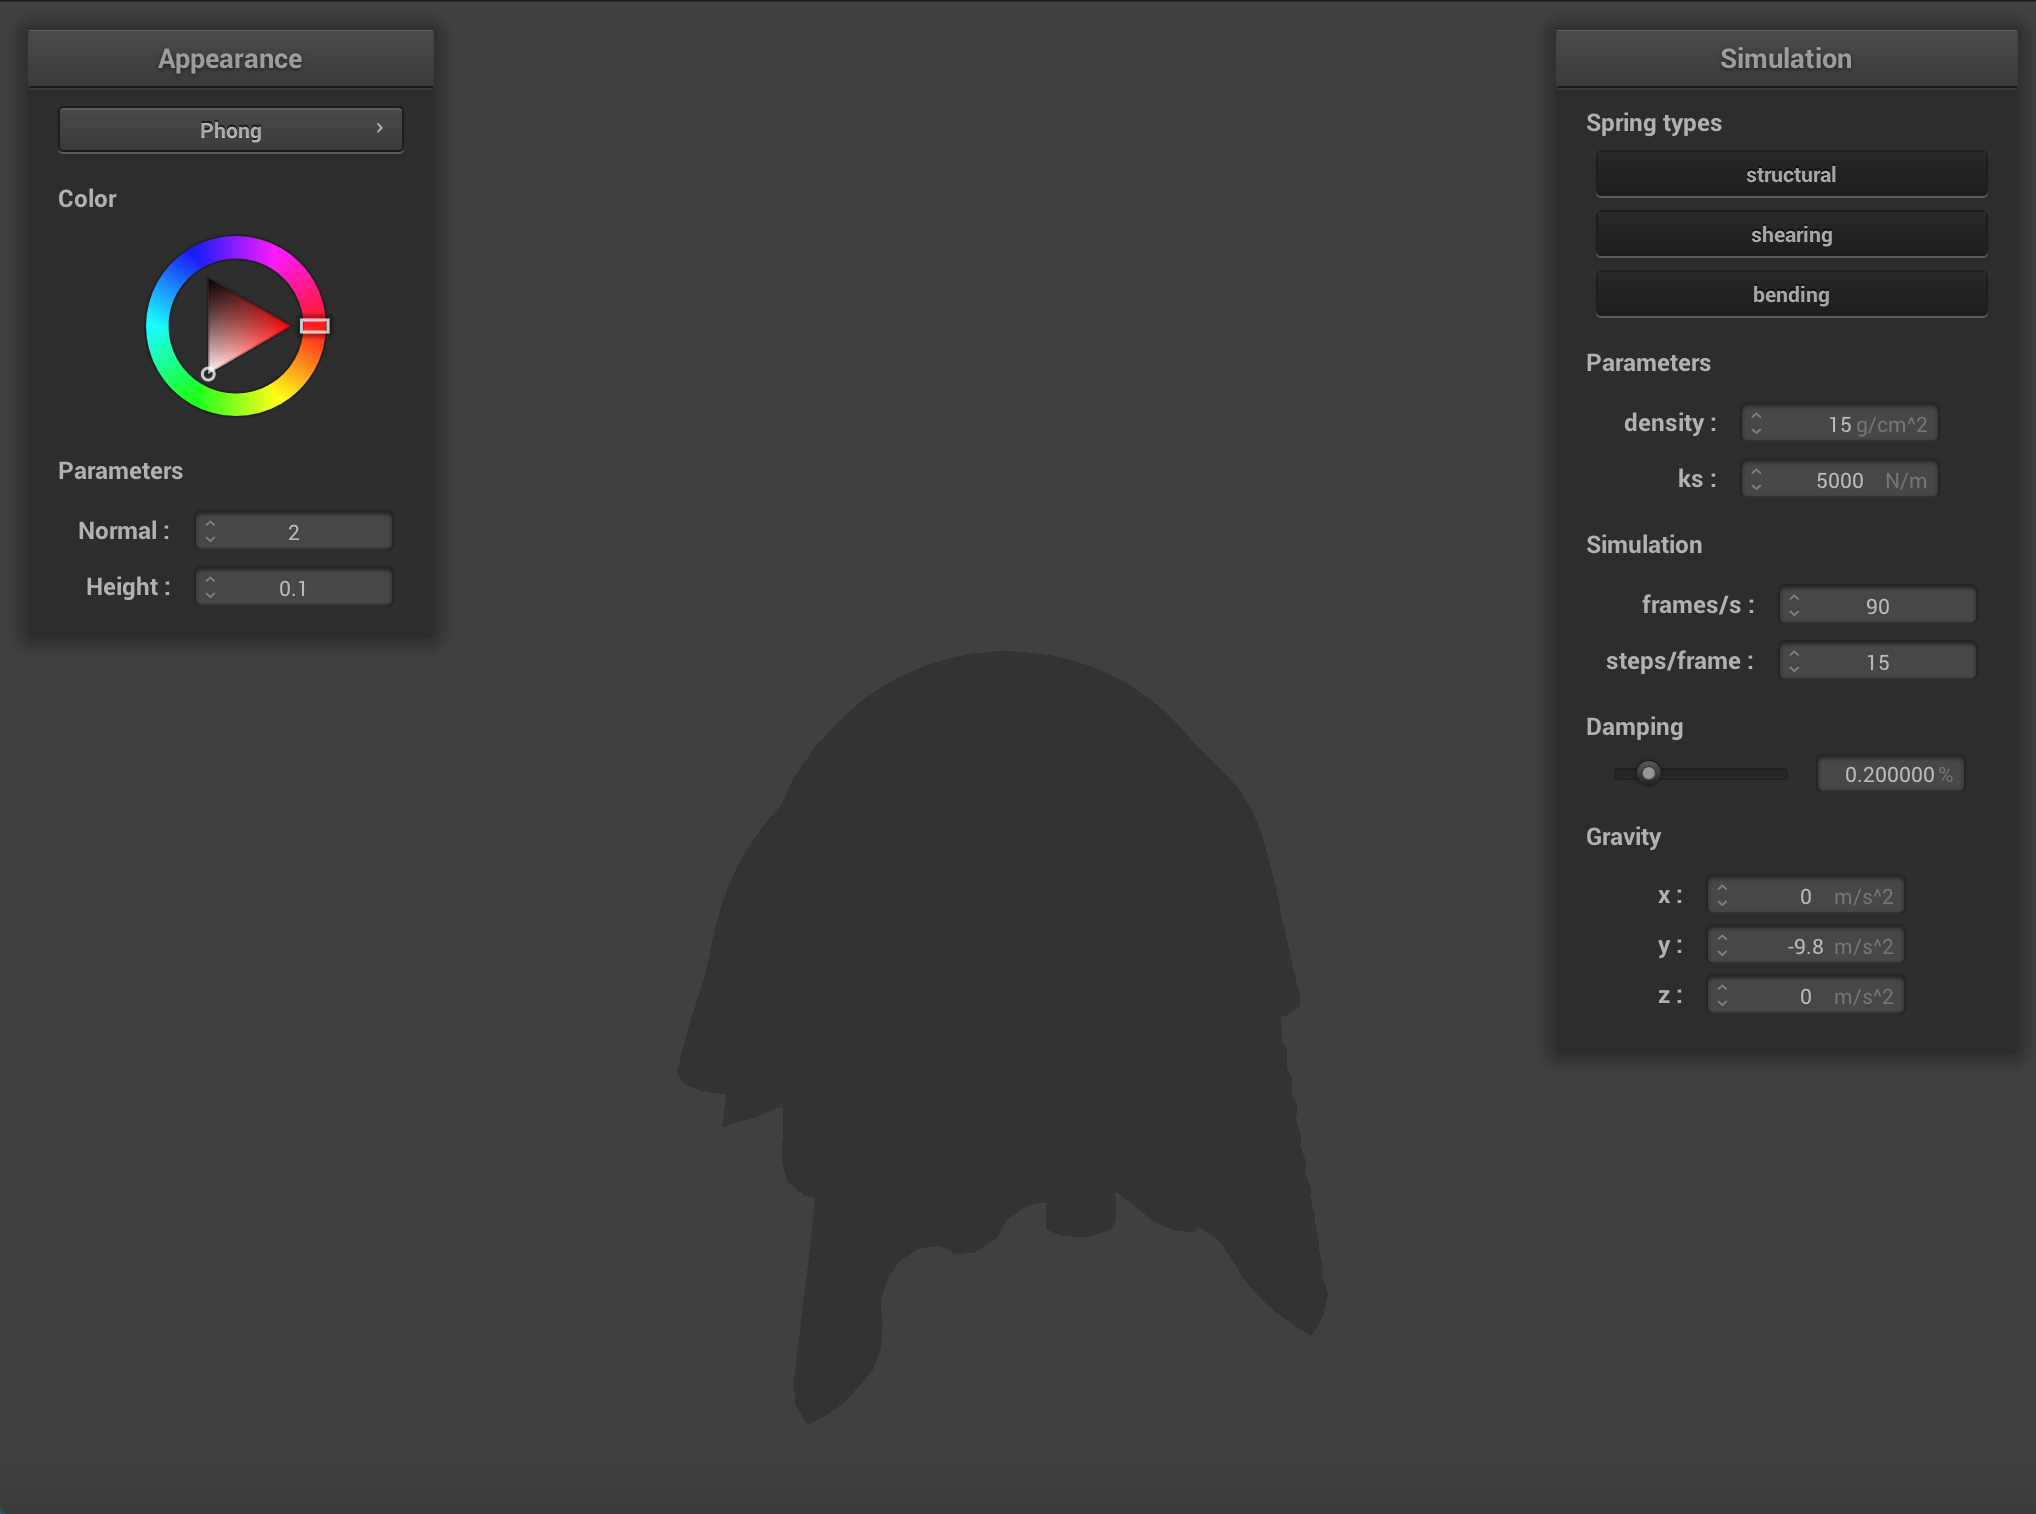 Appearance
Phong
Color
Parameters
Normal : 2
Height : 0.1
Simulation
Spring types
structural
shearing
bending
Parameters
density : 15 g/cm^2
ks : 5000 N/m
Simulation
frames/s : 90
steps/frame : 15
Damping
0.200000 %
Gravity
x : 0 m/s^2
y : -9.8 m/s^2
z : 0 m/s^2